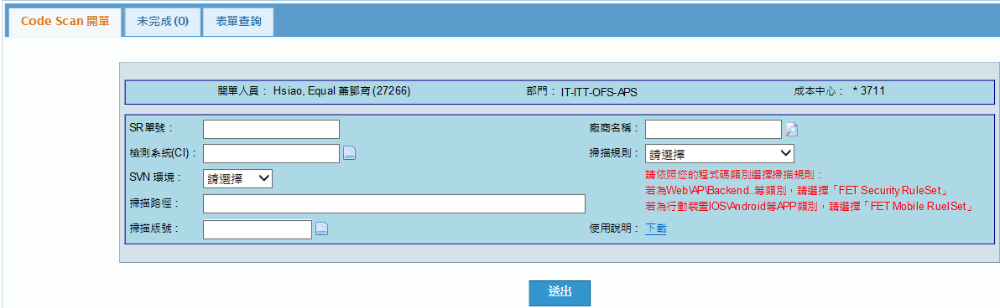 Code Scan 開單 未完成(0) 表單查詢
開單人員： Hsiao, Equal 蕭鄧育(27266) 部門： IT-ITT-OFS-APS 成本中心： * 3711
SR單號： 廠商名稱：
檢測系統(CI)： 掃描規則： 請選擇
SVN 環境： 請選擇 請依照您的程式碼類別選擇掃描規則：
若為Web\AP\Backend..等類別，請選擇「FET Security RuleSet」
掃描路徑： 若為行動裝置IOS\Android等APP類別，請選擇「FET Mobile RuelSet」
掃描版號： 使用說明： 下載
送出